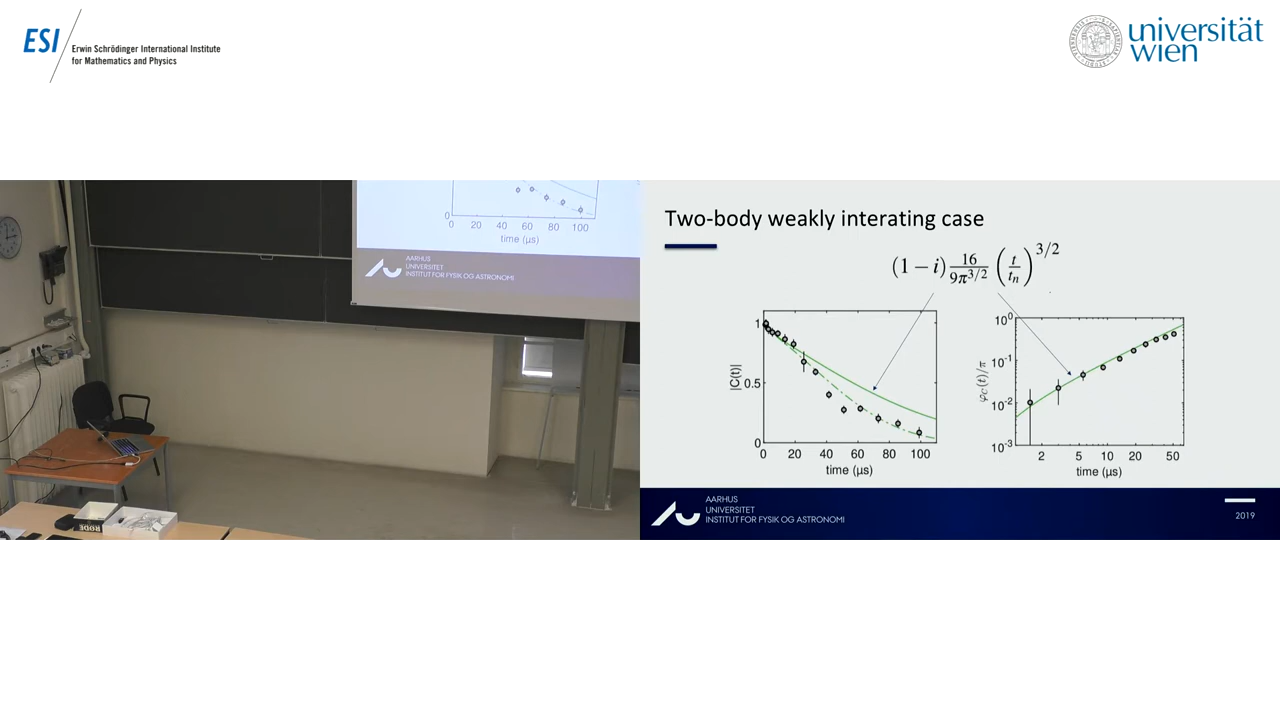 ESI
Erwin Schrödinger International Institute
for Mathematics and Physics
universität
wien
0
0 20 40 60 80 100
time (µs)
AARHUS
UNIVERSITET
INSTITUT FOR FYSIK OG ASTRONOMI
RØDE
Two-body weakly interating case
(1 − i) 16/9π^{3/2} (t/t_n)^{3/2}
1
0.5
0
|C(t)|
0 20 40 60 80 100
time (µs)
10^0
10^-1
10^-2
10^-3
φ_C(t)/π
2 5 10 20 50
time (µs)
AARHUS
UNIVERSITET
INSTITUT FOR FYSIK OG ASTRONOMI
2019